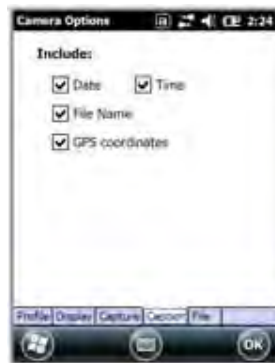 Camera Options 2:24
Include:
Date Time
File Name
GPS coordinates
Profile Display Capture Caption File
OK